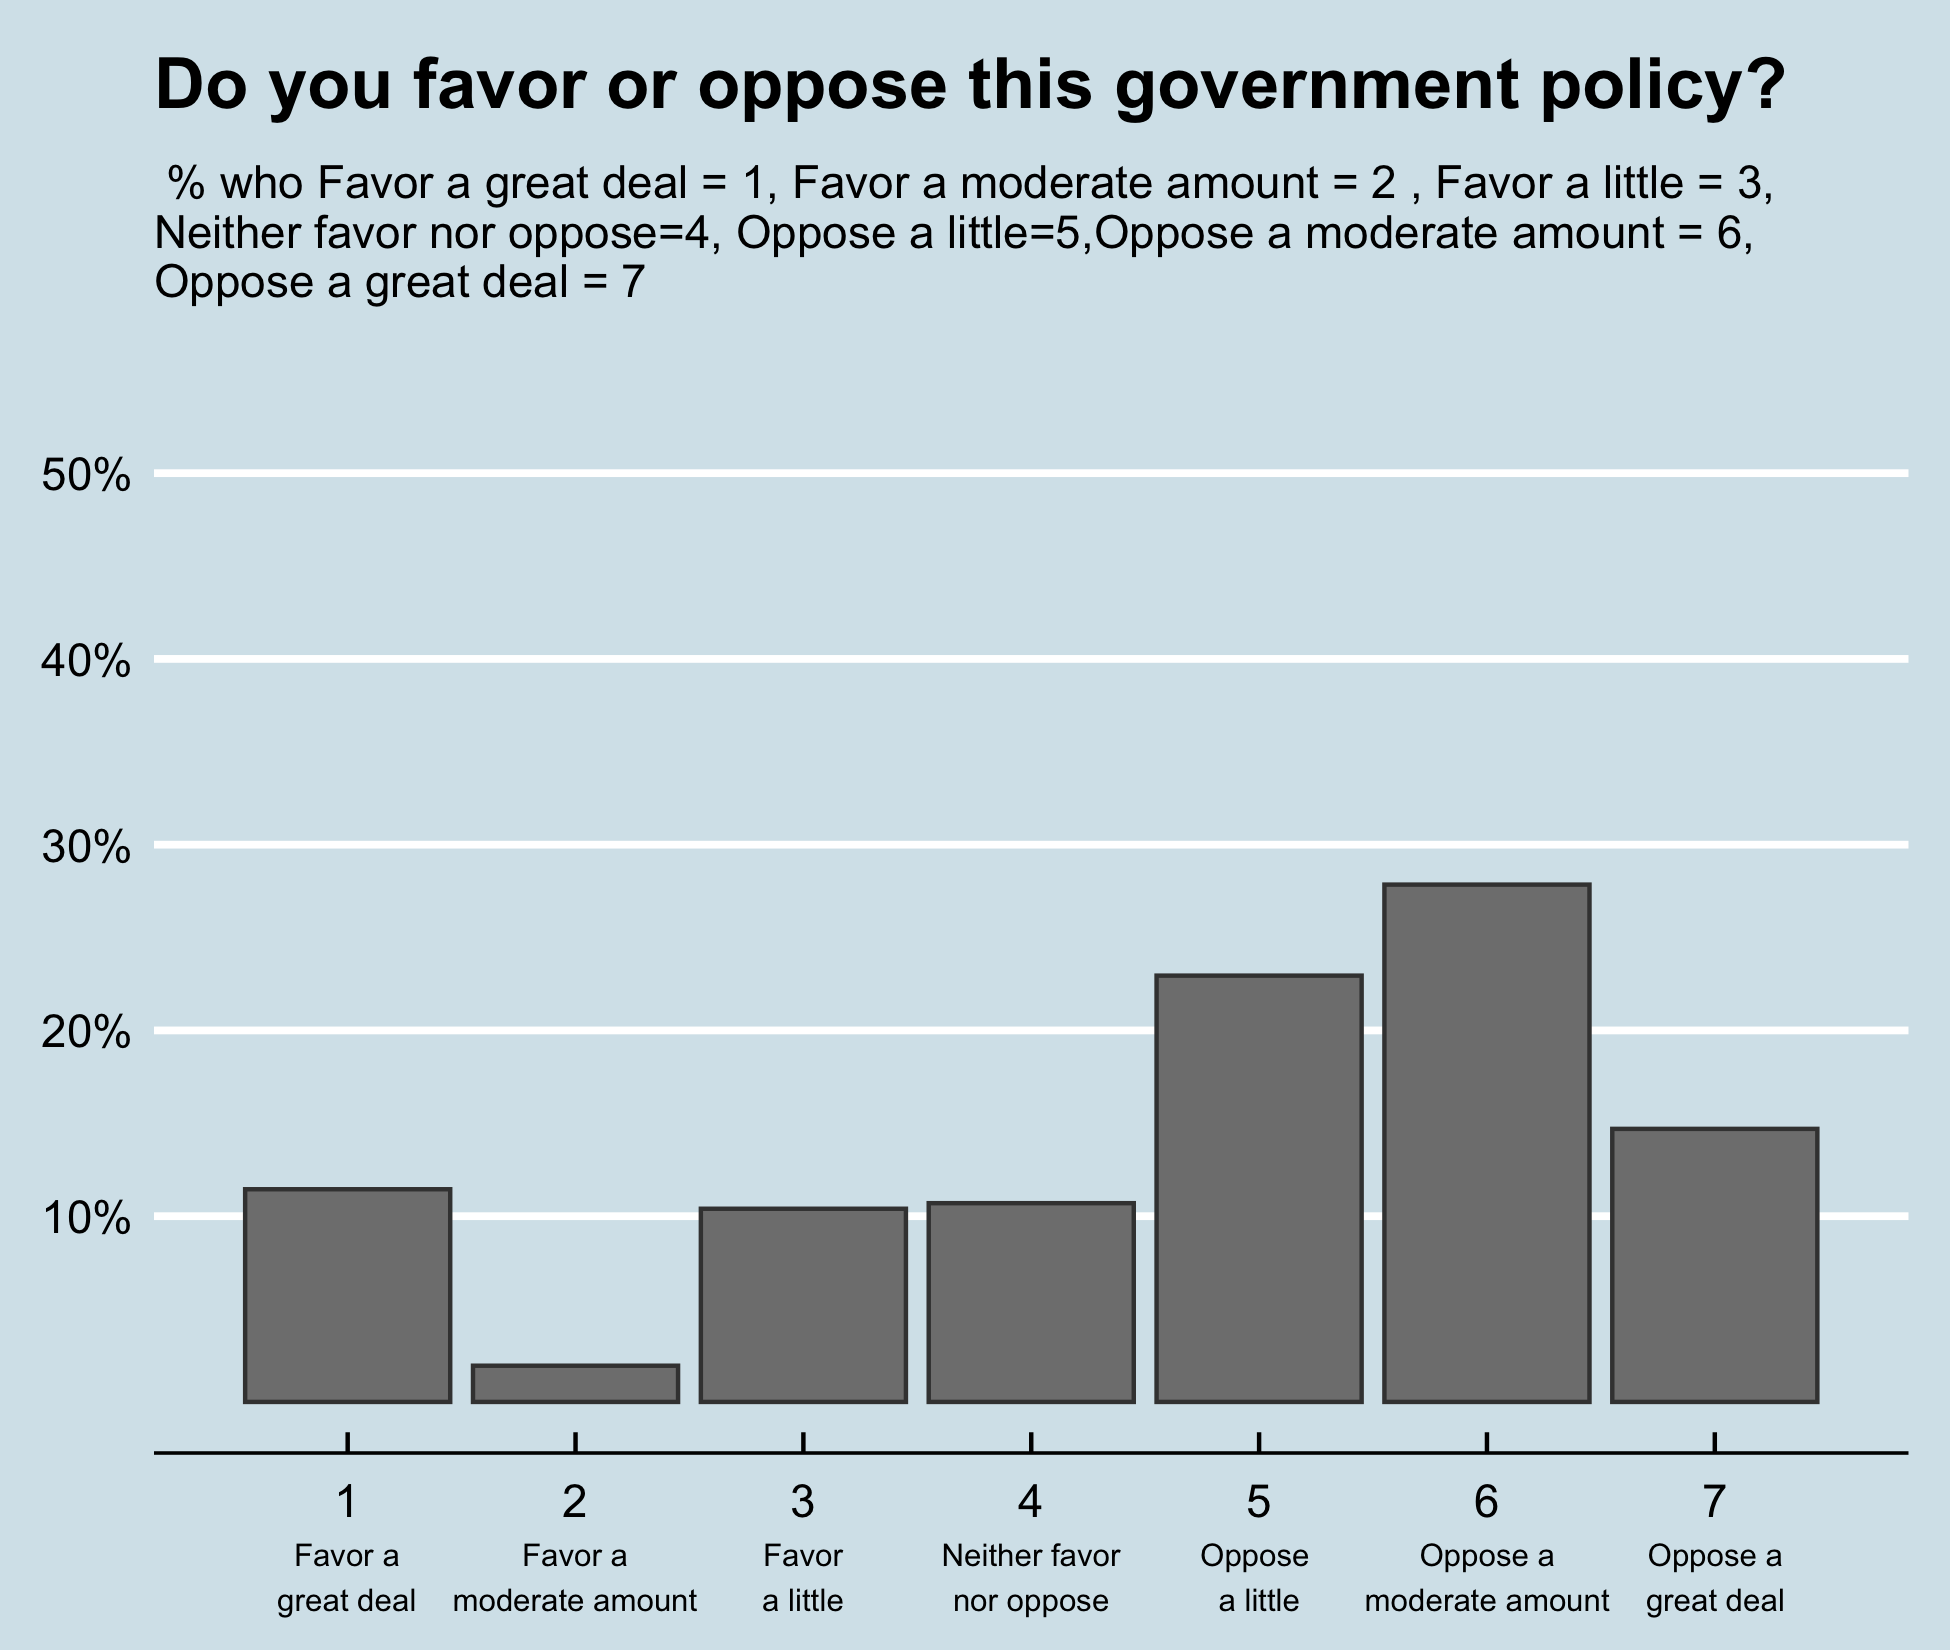 Do you favor or oppose this government policy?
% who Favor a great deal = 1, Favor a moderate amount = 2 , Favor a little = 3,
Neither favor nor oppose=4, Oppose a little=5,Oppose a moderate amount = 6,
Oppose a great deal = 7
50%
40%
30%
20%
10%
1 2 3 4 5 6 7
Favor a Favor a Favor Neither favor Oppose Oppose a Oppose a
great deal moderate amount a little nor oppose a little moderate amount great deal